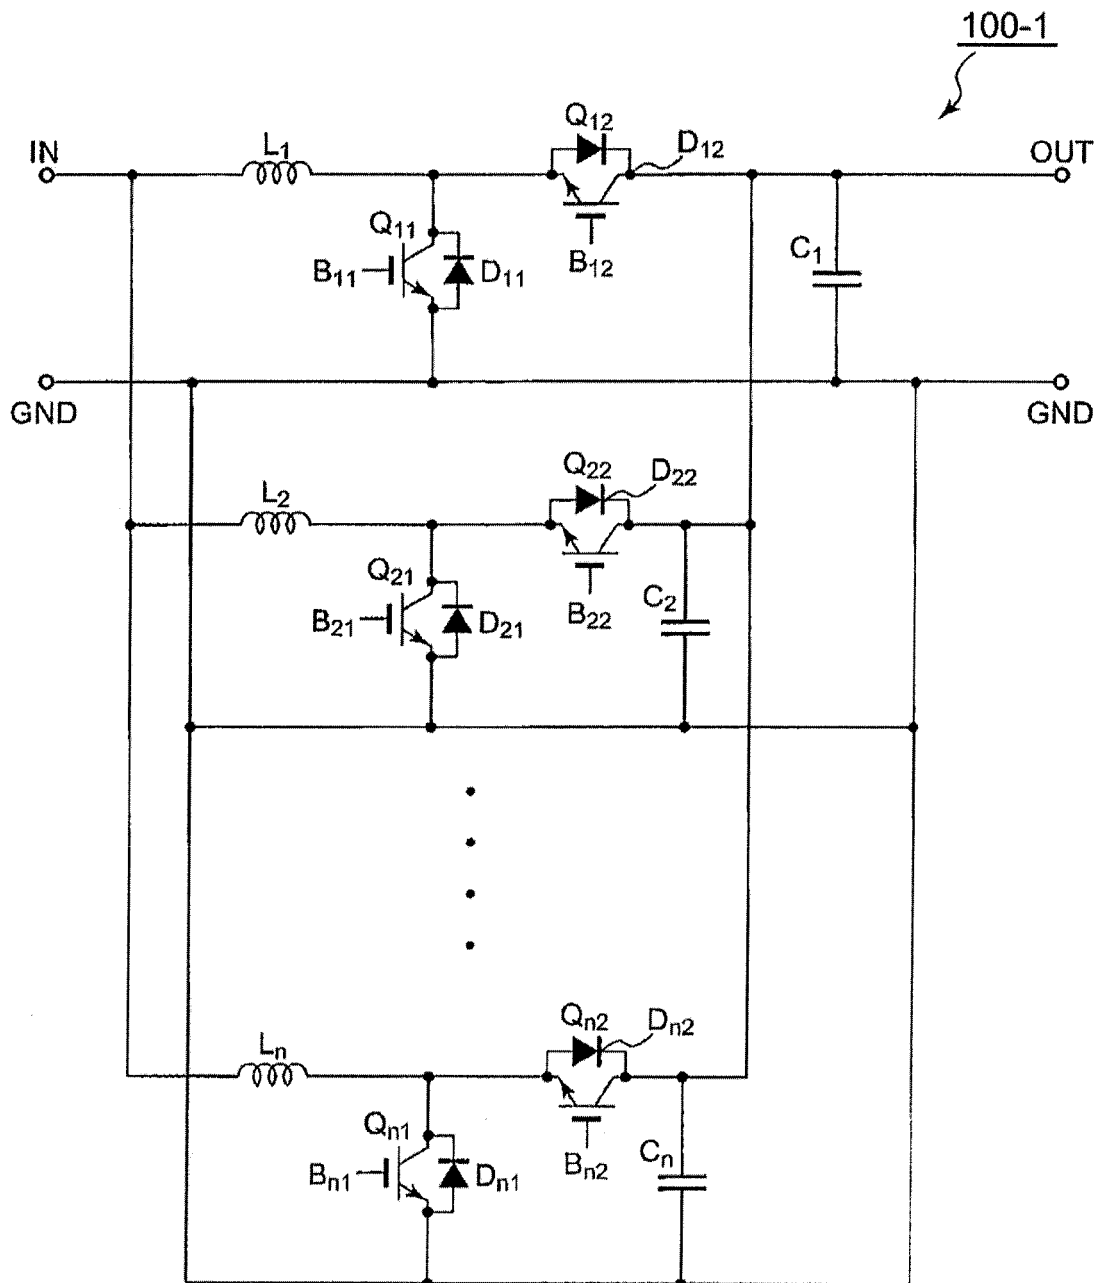 100-1
IN
L1
Q12
D12
OUT
Q11
B11
D11
B12
C1
GND
GND
L2
Q22
D22
Q21
B21
D21
B22
C2
Ln
Qn2
Dn2
Qn1
Bn1
Dn1
Bn2
Cn